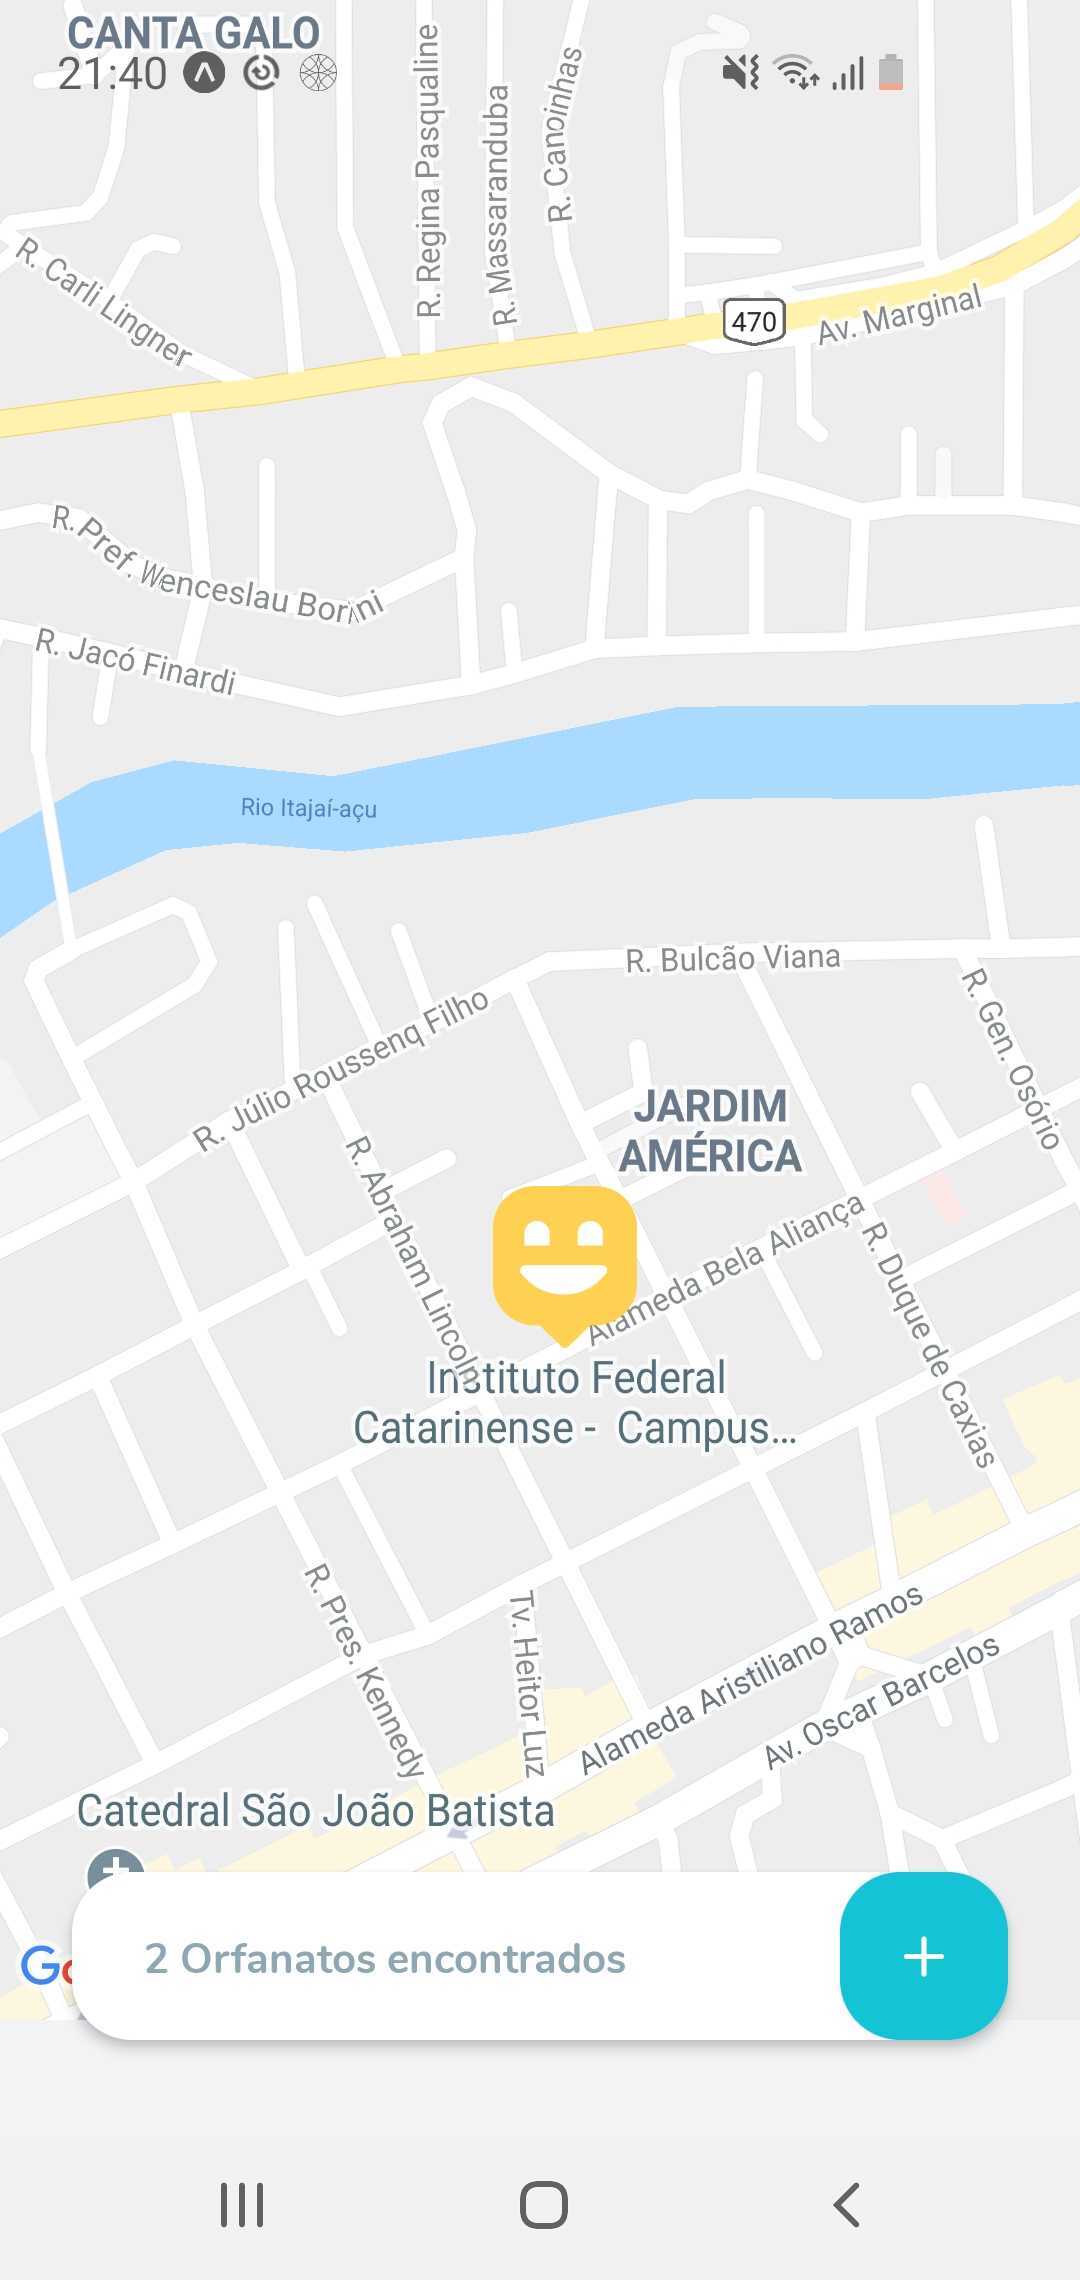 CANTA GALO
21:40
R. Regina Pasqualine
R. Massaranduba
R. Canoinhas
R. Carli Lingner
470
Av. Marginal
R. Pref. Wenceslau Borini
R. Jacó Finardi
Rio Itajaí-açu
R. Bulcão Viana
R. Gen. Osório
R. Júlio Roussenq Filho
JARDIM
AMÉRICA
R. Abraham Lincoln
Alameda Bela Aliança
R. Duque de Caxias
Instituto Federal
Catarinense - Campus...
R. Pres. Kennedy
Tv. Heitor Luz
Alameda Aristiliano Ramos
Av. Oscar Barcelos
Catedral São João Batista
2 Orfanatos encontrados
Go